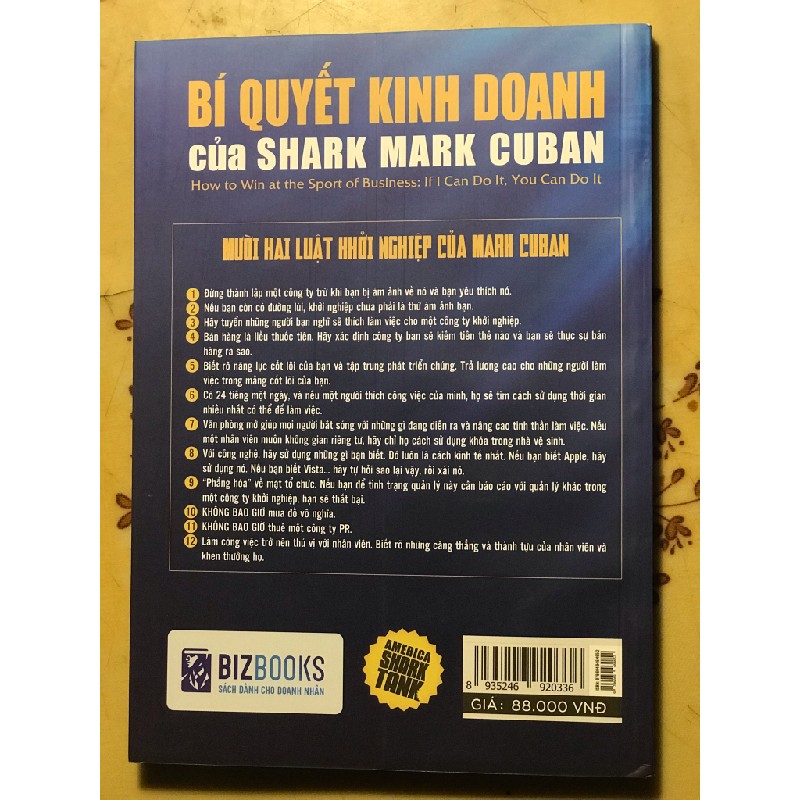 BÍ QUYẾT KINH DOANH
của SHARK MARK CUBAN
How to Win at the Sport of Business: If I Can Do It, You Can Do It
MƯỜI HAI LUẬT KHỞI NGHIỆP CỦA MARK CUBAN
1 Đừng thành lập một công ty trừ khi bạn bị ám ảnh về nó và bạn yêu thích nó.
2 Nếu bạn còn có đường lùi, khởi nghiệp chưa phải là thứ ám ảnh bạn.
3 Hãy tuyển những người bạn nghĩ sẽ thích làm việc cho một công ty khởi nghiệp.
4 Bán hàng là liều thuốc tiên. Hãy xác định công ty bạn sẽ kiếm tiền thế nào và bạn sẽ thực sự bán
hàng ra sao.
5 Biết rõ năng lực cốt lõi của bạn và tập trung phát triển chúng. Trả lương cao cho những người làm
việc trong mảng cốt lõi của bạn.
6 Có 24 tiếng một ngày, và nếu một người thích công việc của mình, họ sẽ tìm cách sử dụng thời gian
nhiều nhất có thể để làm việc.
7 Văn phòng mở giúp mọi người bắt sóng với những gì đang diễn ra và nâng cao tinh thần làm việc. Nếu
một nhân viên muốn không gian riêng tư, hãy chỉ họ cách sử dụng khóa trong nhà vệ sinh.
8 Với công nghệ, hãy sử dụng những gì bạn biết. Đó luôn là cách kinh tế nhất. Nếu bạn biết Apple, hãy
sử dụng nó. Nếu bạn biết Vista... hãy tự hỏi sao lại vậy, rồi xài nó.
9 "Phẳng hóa" về mặt tổ chức. Nếu bạn để tình trạng quản lý này cần báo cáo với quản lý khác trong
một công ty khởi nghiệp, bạn sẽ thất bại.
10 KHÔNG BAO GIỜ mua đồ vô nghĩa.
11 KHÔNG BAO GIỜ thuê một công ty PR.
12 Làm công việc trở nên thú vị với nhân viên. Biết rõ những căng thẳng và thành tựu của nhân viên và
khen thưởng họ.
BIZBOOKS
SÁCH DÀNH CHO DOANH NHÂN
AMERICA
SHARK
TANK
8 935246 920336
GIÁ: 88.000 VNĐ